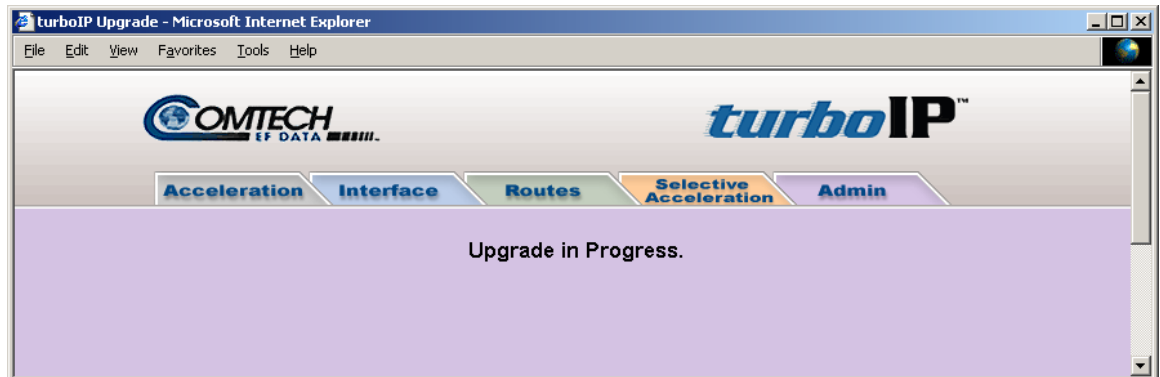 turboIP Upgrade - Microsoft Internet Explorer
File Edit View Favorites Tools Help
COMTECH
EF DATA
turboIP™
Acceleration Interface Routes Selective Acceleration Admin
Upgrade in Progress.